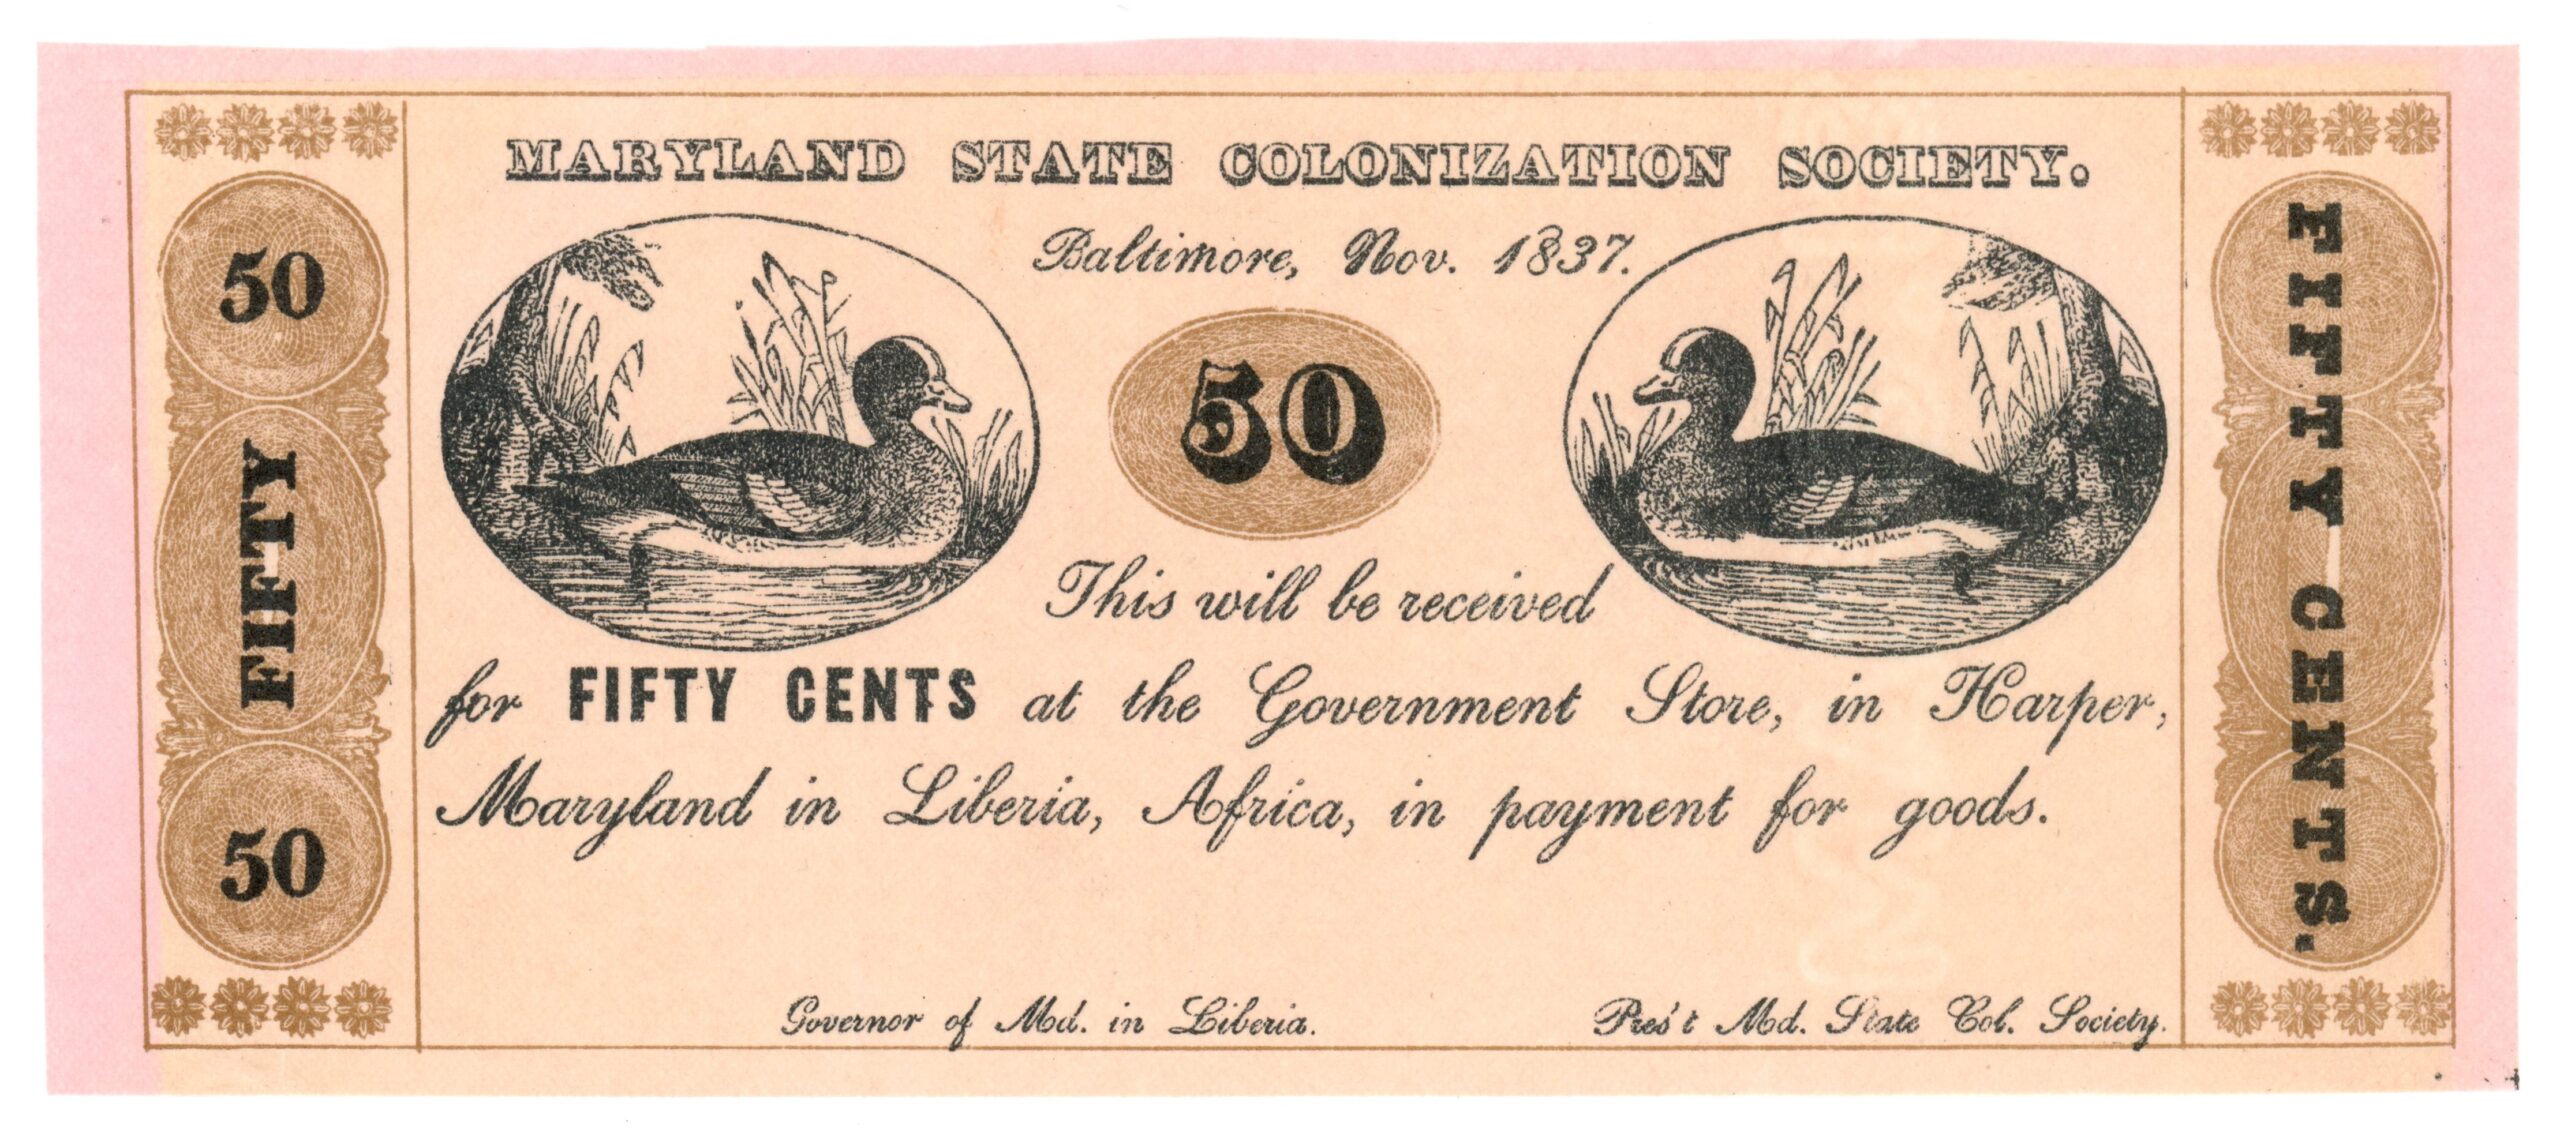 MARYLAND STATE COLONIZATION SOCIETY.
Baltimore, Nov. 1837.
50
FIFTY
50
50
This will be received
for FIFTY CENTS at the Government Store, in Harper,
Maryland in Liberia, Africa, in payment for goods.
Governor of Md. in Liberia.
Pres't Md. State Col. Society.
FIFTY CENTS.